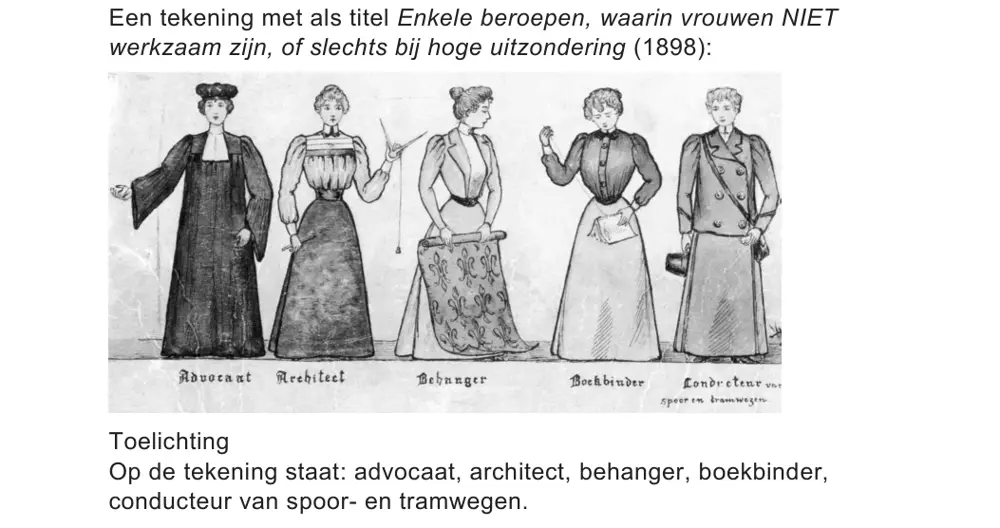 Een tekening met als titel Enkele beroepen, waarin vrouwen NIET
werkzaam zijn, of slechts bij hoge uitzondering (1898):
Advocaat Architect Behanger Boekbinder Conducteur van
spoor en tramwegen
Toelichting
Op de tekening staat: advocaat, architect, behanger, boekbinder,
conducteur van spoor- en tramwegen.